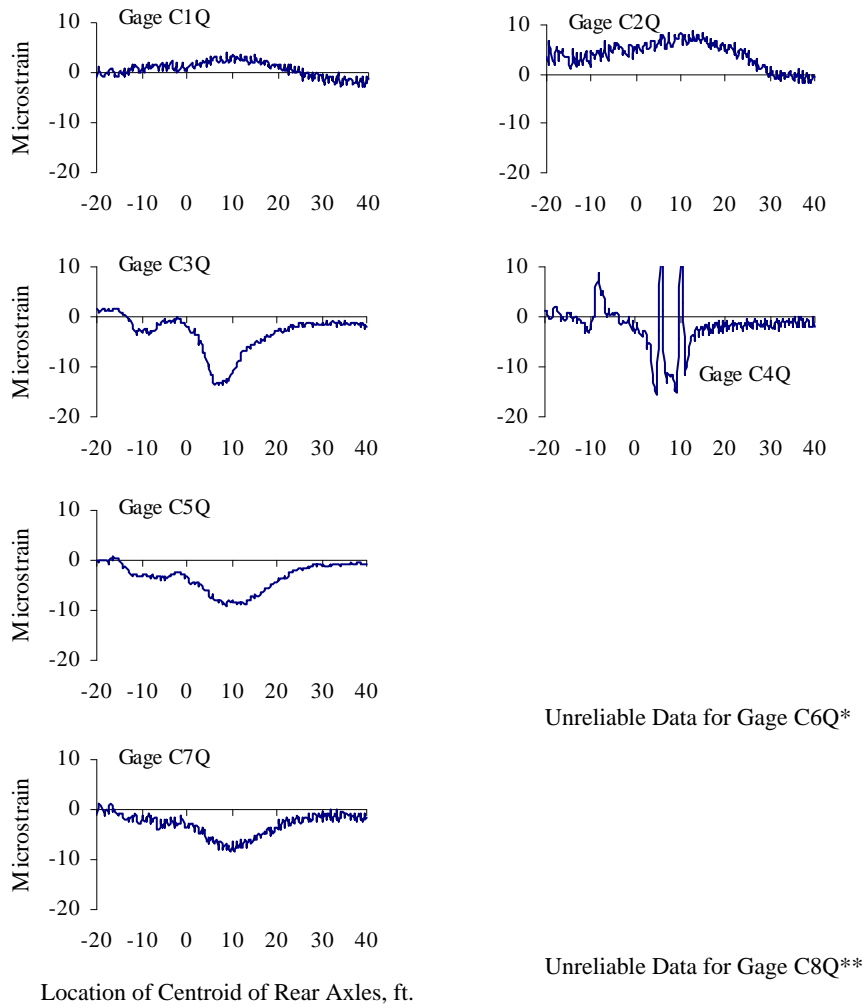 Gage C1Q
Microstrain
10
0
-10
-20
-20 -10 0 10 20 30 40
Gage C2Q
10
0
-10
-20
-20 -10 0 10 20 30 40
Gage C3Q
Microstrain
10
0
-10
-20
-20 -10 0 10 20 30 40
Gage C4Q
10
0
-10
-20
-20 -10 0 10 20 30 40
Gage C5Q
Microstrain
10
0
-10
-20
-20 -10 0 10 20 30 40
Unreliable Data for Gage C6Q*
Gage C7Q
Microstrain
10
0
-10
-20
-20 -10 0 10 20 30 40
Unreliable Data for Gage C8Q**
Location of Centroid of Rear Axles, ft.